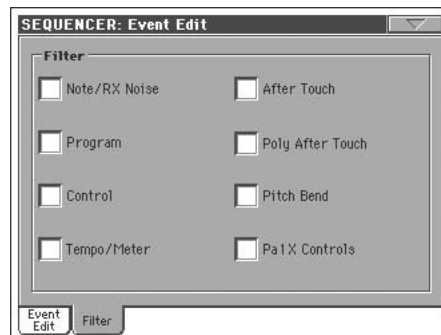 SEQUENCER: Event Edit
Filter
Note/RX Noise
After Touch
Program
Poly After Touch
Control
Pitch Bend
Tempo/Meter
Pa1X Controls
Event
Edit
Filter